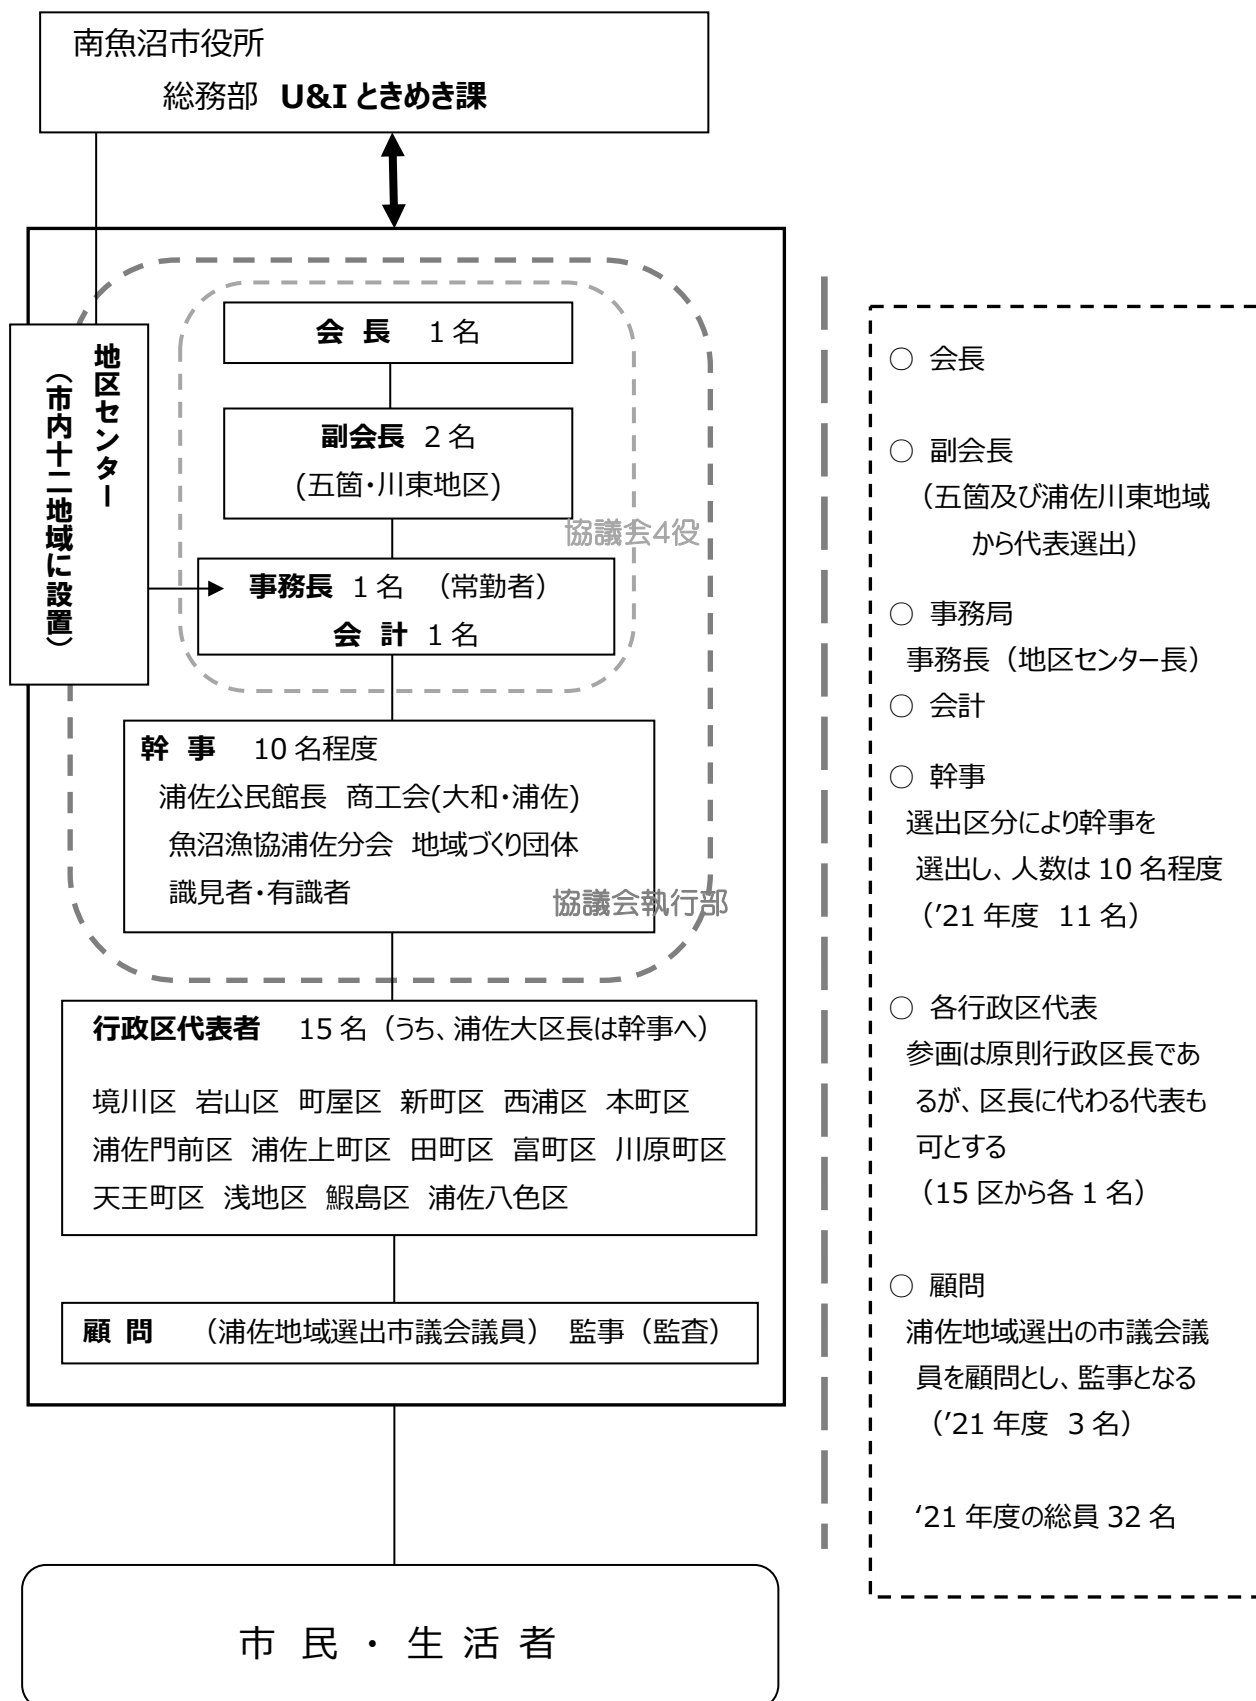 南魚沼市役所
総務部 U&Iときめき課
地区センター
（市内十二地域に設置）
会 長 1名
副会長 2名
(五箇・川東地区)
協議会4役
事務長 1名 （常勤者）
会 計 1名
幹 事 10名程度
浦佐公民館長 商工会(大和・浦佐)
魚沼漁協浦佐分会 地域づくり団体
識見者・有識者
協議会執行部
行政区代表者 15名（うち、浦佐大区長は幹事へ）
境川区 岩山区 町屋区 新町区 西浦区 本町区
浦佐門前区 浦佐上町区 田町区 富町区 川原町区
天王町区 浅地区 鰕島区 浦佐八色区
顧 問 （浦佐地域選出市議会議員） 監事（監査）
市 民 ・ 生 活 者
○ 会長
○ 副会長
（五箇及び浦佐川東地域
から代表選出）
○ 事務局
事務長（地区センター長）
○ 会計
○ 幹事
選出区分により幹事を
選出し、人数は10名程度
（’21年度 11名）
○ 各行政区代表
参画は原則行政区長であ
るが、区長に代わる代表も
可とする
（15区から各1名）
○ 顧問
浦佐地域選出の市議会議
員を顧問とし、監事となる
（’21年度 3名）
‘21年度の総員32名